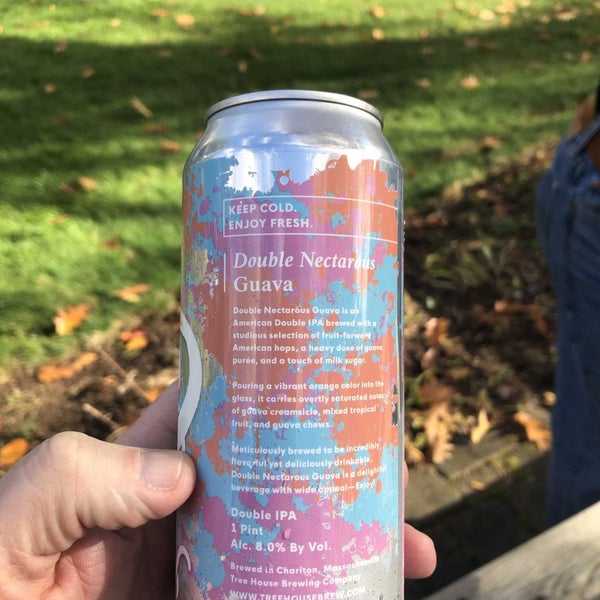 KEEP COLD.
ENJOY FRESH.
Double Nectarous
Guava
Double Nectarous Guava is an
American Double IPA brewed with a
studious selection of fruit-forward
American hops, a heavy dose of guava
purée, and a touch of milk sugar.
Pouring a vibrant orange color into the
glass, it carries overtly saturated notes
of guava creamsicle, mixed tropical
fruit, and guava chews.
Meticulously brewed to be incredibly
flavorful yet deliciously drinkable,
Double Nectarous Guava is a delightful
beverage with wide appeal—Enjoy!
Double IPA
1 Pint
Alc. 8.0% By Vol.
Brewed in Charlton, Massachusetts
Tree House Brewing Company
WWW.TREEHOUSEBREW.COM